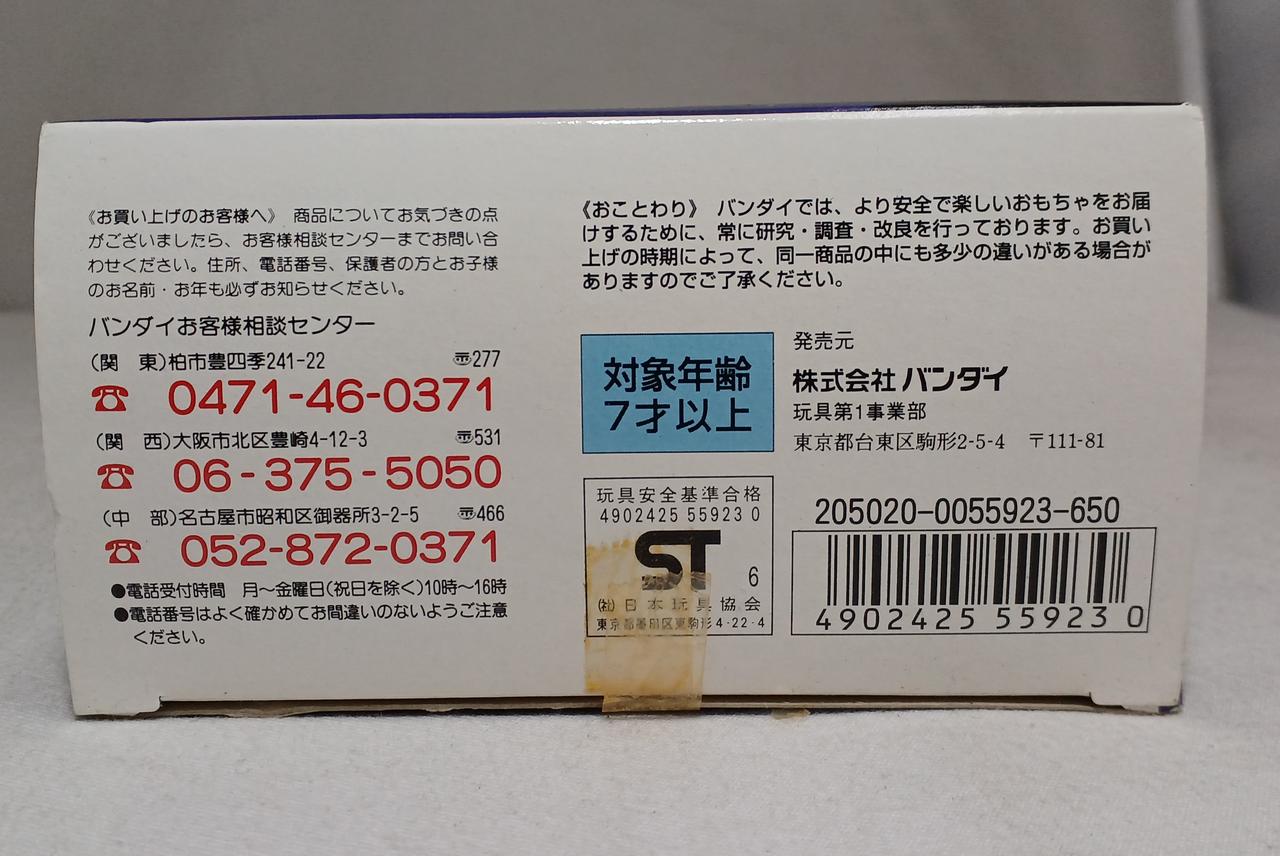 《お買い上げのお客様へ》 商品についてお気づきの点
がございましたら、お客様相談センターまでお問い合
わせください。住所、電話番号、保護者の方とお子様
のお名前・お年も必ずお知らせください。
バンダイお客様相談センター
(関 東)柏市豊四季241-22 〠277
☎ 0471-46-0371
(関 西)大阪市北区豊崎4-12-3 〠531
☎ 06-375-5050
(中 部)名古屋市昭和区御器所3-2-5 〠466
☎ 052-872-0371
●電話受付時間 月〜金曜日(祝日を除く)10時〜16時
●電話番号はよく確かめてお間違いのないようご注意
ください。
《おことわり》 バンダイでは、より安全で楽しいおもちゃをお届
けするために、常に研究・調査・改良を行っております。お買い
上げの時期によって、同一商品の中にも多少の違いがある場合が
ありますのでご了承ください。
対象年齢
7才以上
発売元
株式会社 バンダイ
玩具第1事業部
東京都台東区駒形2-5-4 〒111-81
玩具安全基準合格
4902425 55923 0
ST
6
㈳日本玩具協会
東京都墨田区東駒形4-22-4
205020-0055923-650
4902425 559230